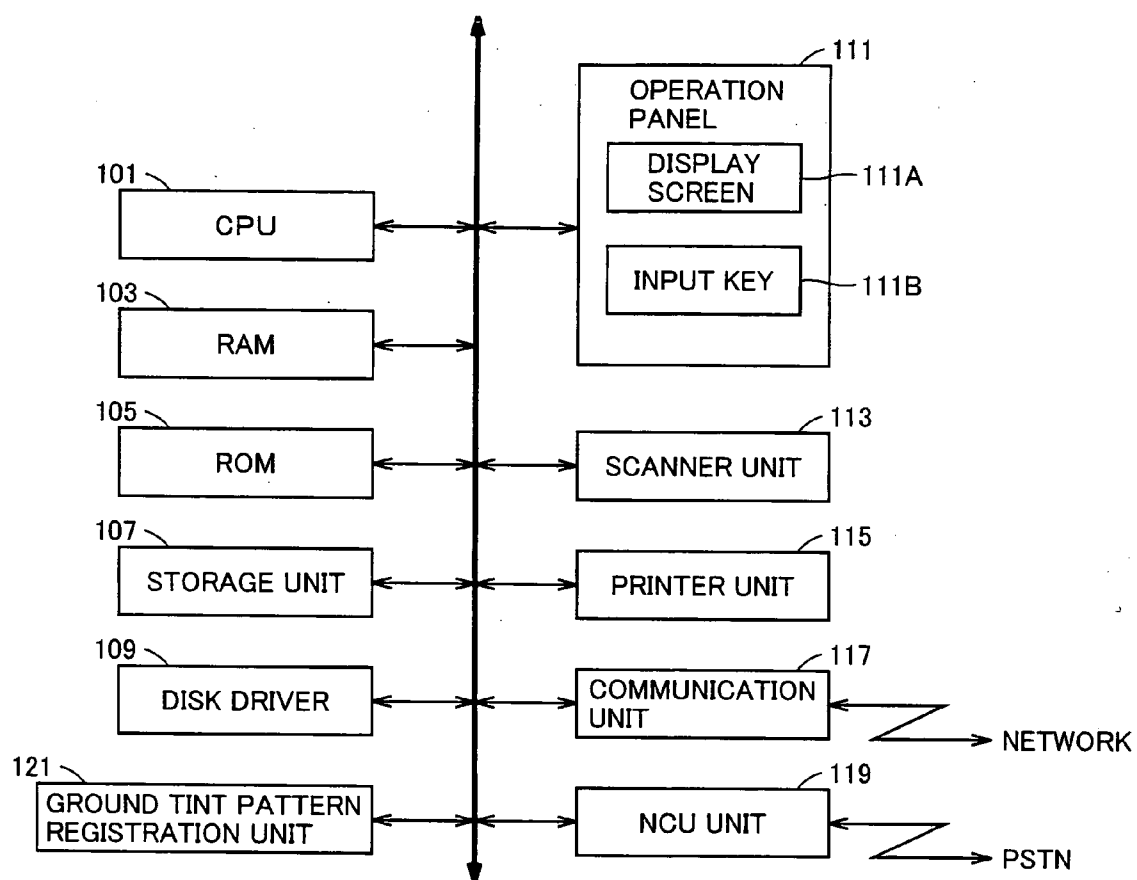 111
OPERATION
PANEL
DISPLAY
SCREEN
111A
INPUT KEY
111B
101
CPU
103
RAM
105
ROM
113
SCANNER UNIT
107
STORAGE UNIT
115
PRINTER UNIT
109
DISK DRIVER
117
COMMUNICATION
UNIT
NETWORK
121
GROUND TINT PATTERN
REGISTRATION UNIT
119
NCU UNIT
PSTN